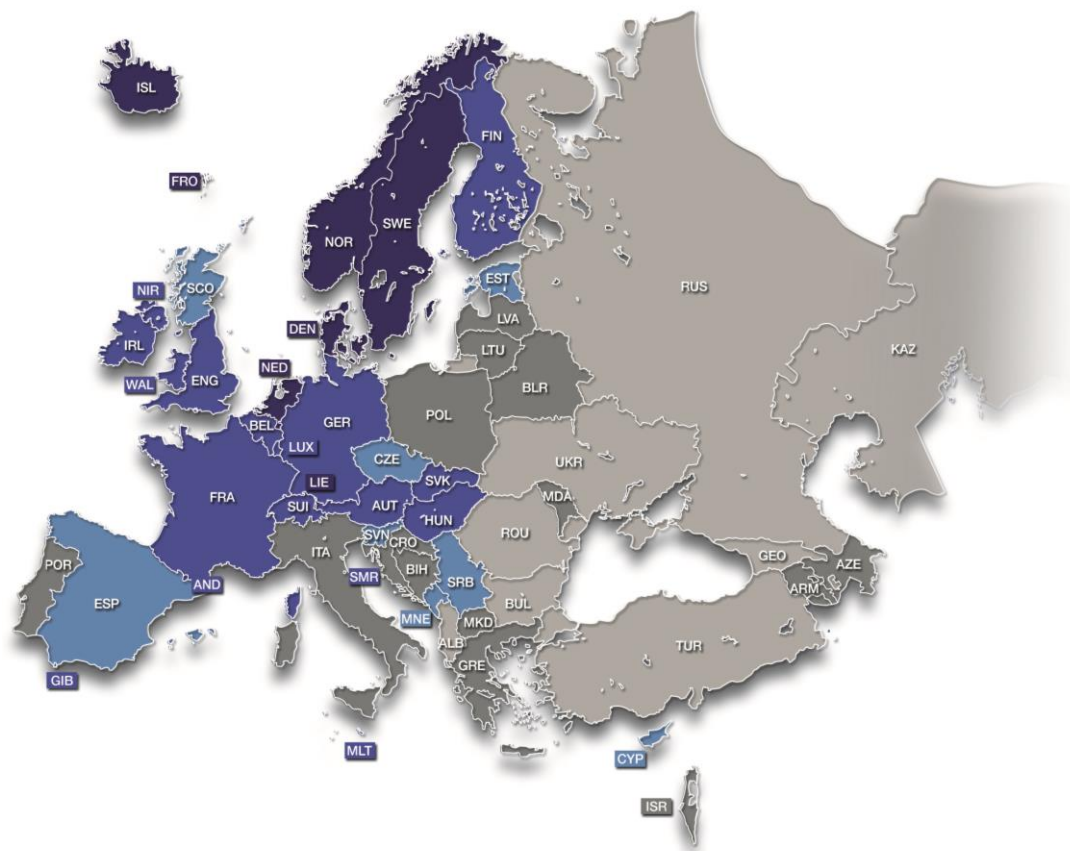 ISL
FIN
FRO
SWE
NOR
NIR
SCO
EST
RUS
LVA
DEN
IRL
LTU
KAZ
NED
WAL
ENG
BLR
POL
GER
BEL
LUX
CZE
UKR
LIE
SVK
FRA
SUI
AUT
MDA
HUN
ROU
ITA
SVN
CRO
GEO
POR
BIH
AZE
AND
SMR
SRB
ARM
ESP
BUL
MNE
MKD
ALB
TUR
GRE
GIB
MLT
CYP
ISR